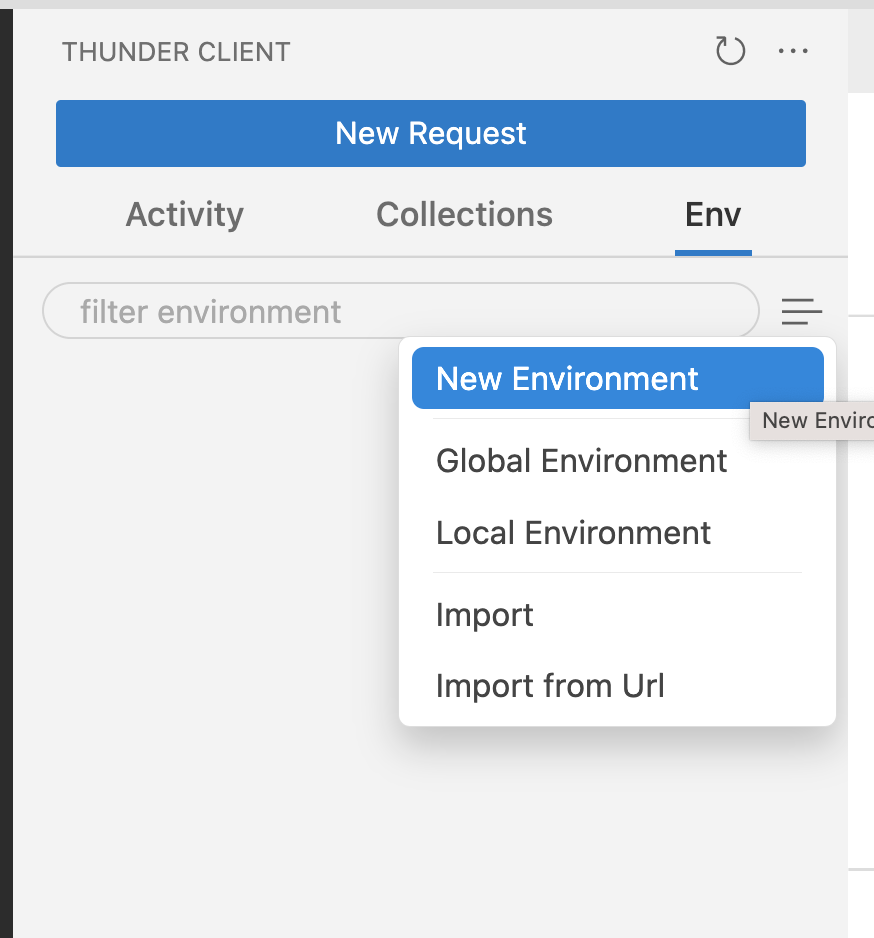 THUNDER CLIENT
New Request
Activity Collections Env
filter environment
New Environment
New Enviro
Global Environment
Local Environment
Import
Import from Url